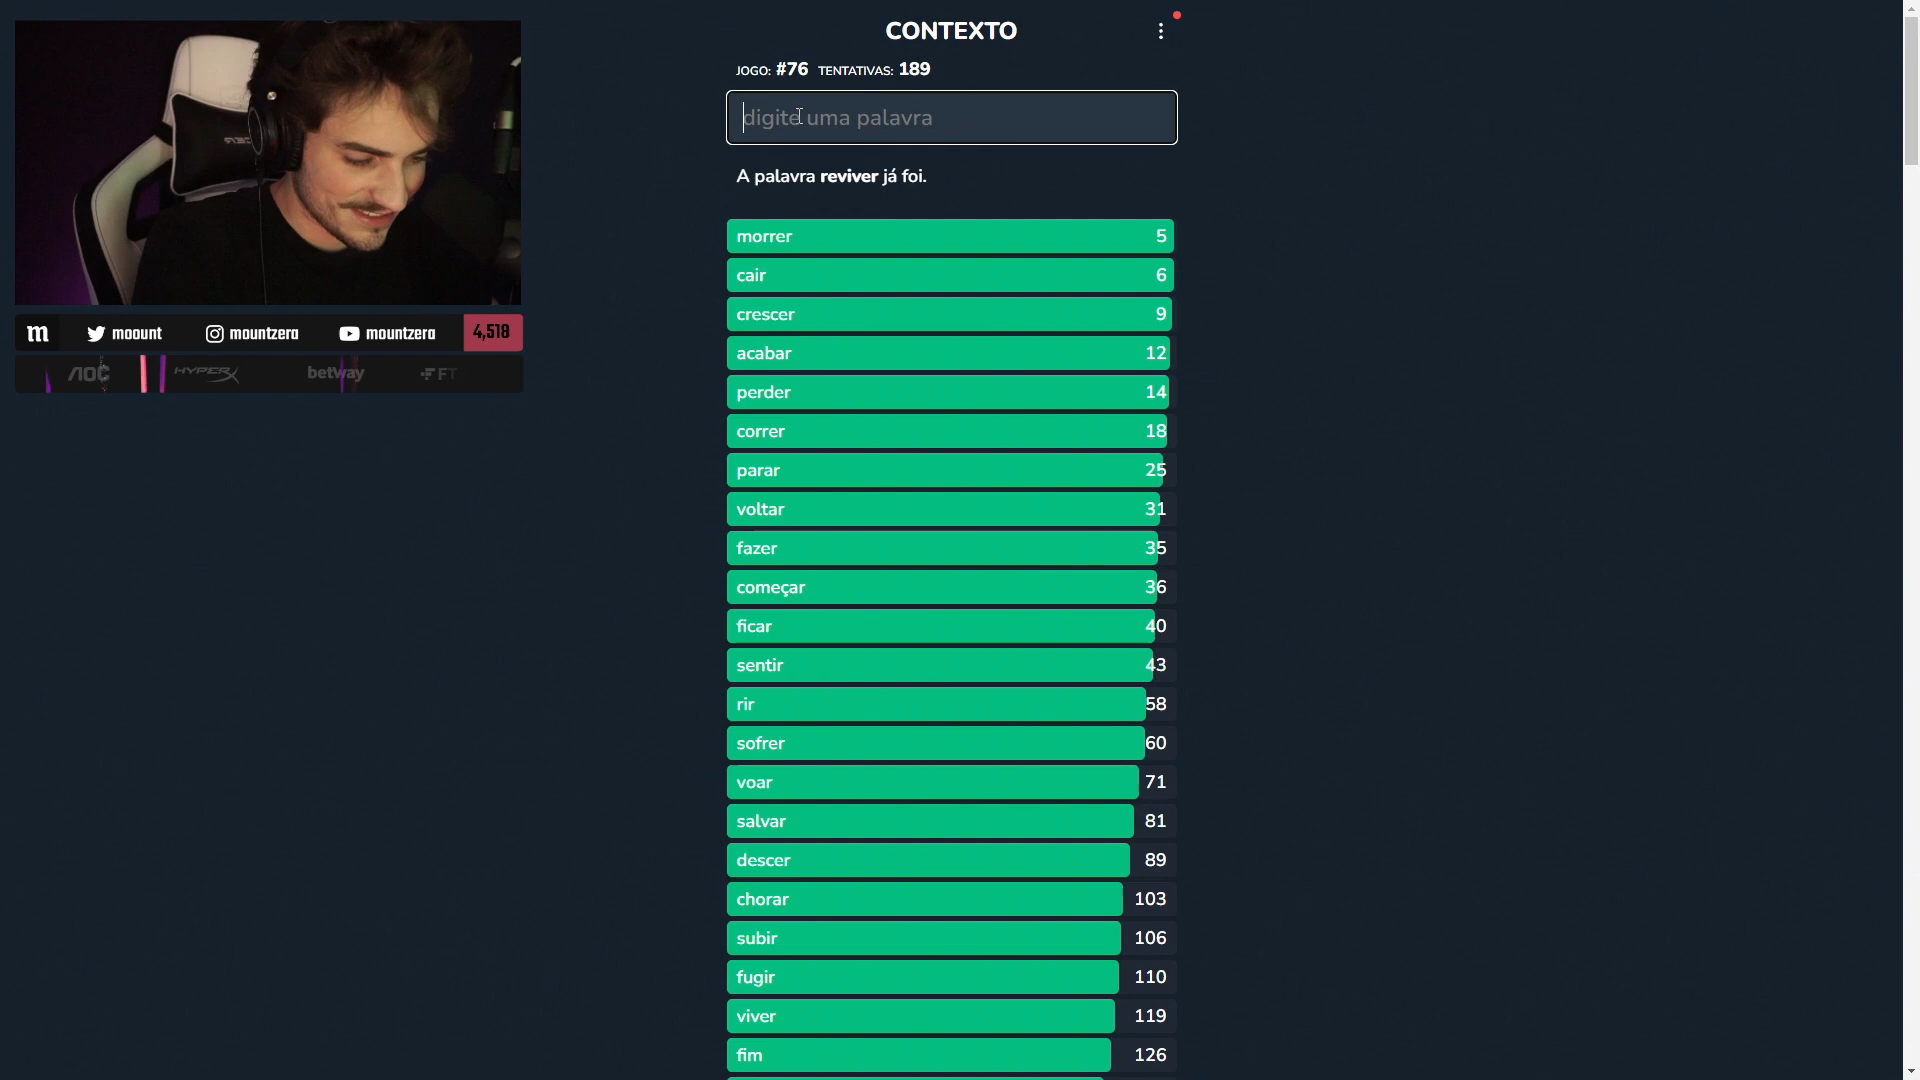 CONTEXTO
JOGO: #76 TENTATIVAS: 189
digite uma palavra
A palavra reviver já foi.
m moount mountzera mountzera 4,518
AOC HYPERX betway FT
morrer 5
cair 6
crescer 9
acabar 12
perder 14
correr 18
parar 25
voltar 31
fazer 35
começar 36
ficar 40
sentir 43
rir 58
sofrer 60
voar 71
salvar 81
descer 89
chorar 103
subir 106
fugir 110
viver 119
fim 126